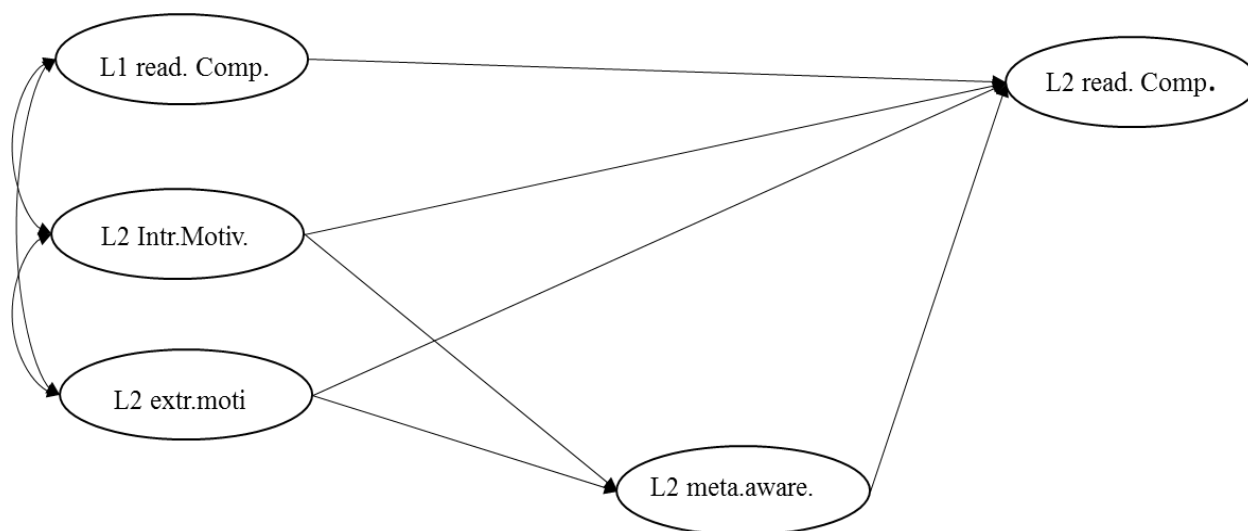 L1 read. Comp.
L2 read. Comp.
L2 Intr.Motiv.
L2 extr.moti
L2 meta.aware.